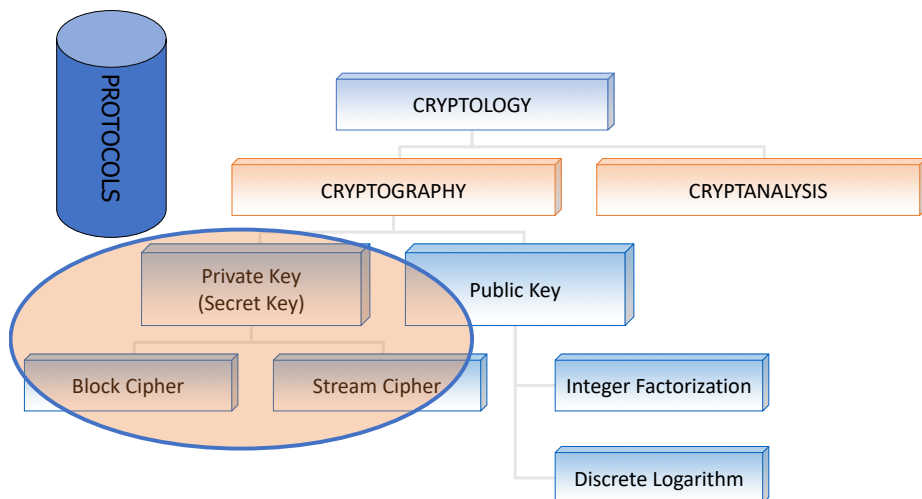 PROTOCOLS
CRYPTOLOGY
CRYPTOGRAPHY
CRYPTANALYSIS
Private Key
(Secret Key)
Public Key
Block Cipher
Stream Cipher
Integer Factorization
Discrete Logarithm